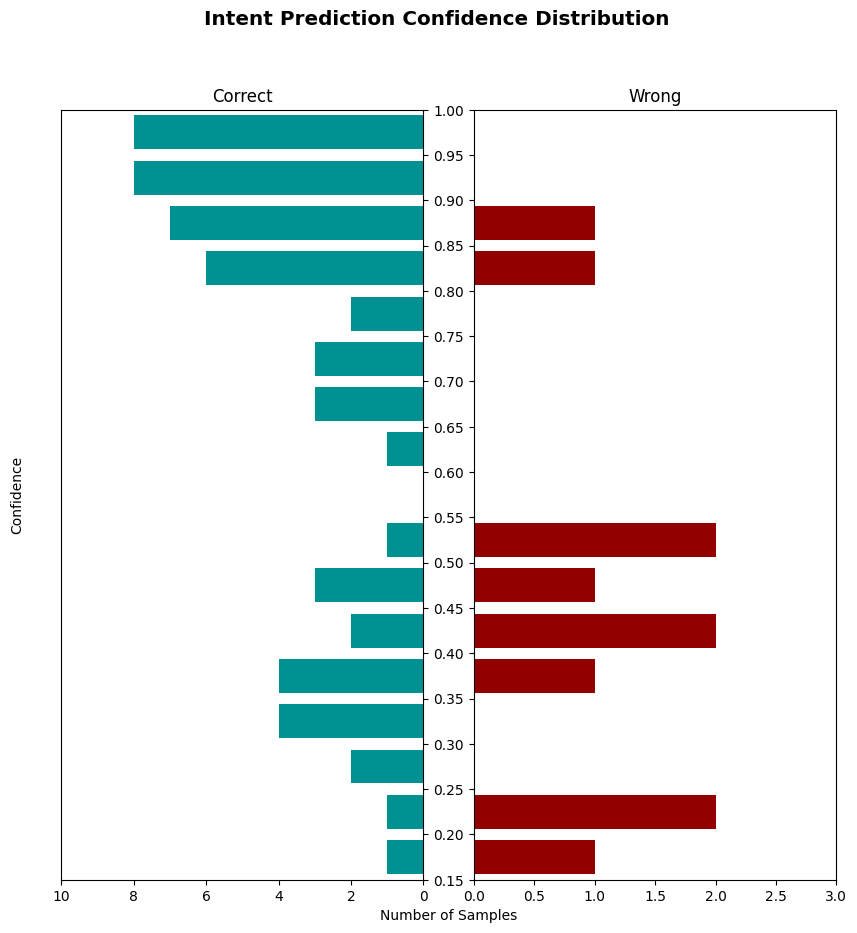 Intent Prediction Confidence Distribution
Correct
Wrong
1.00
0.95
0.90
0.85
0.80
0.75
0.70
0.65
0.60
0.55
0.50
0.45
0.40
0.35
0.30
0.25
0.20
0.15
Confidence
10 8 6 4 2 0
0.0 0.5 1.0 1.5 2.0 2.5 3.0
Number of Samples